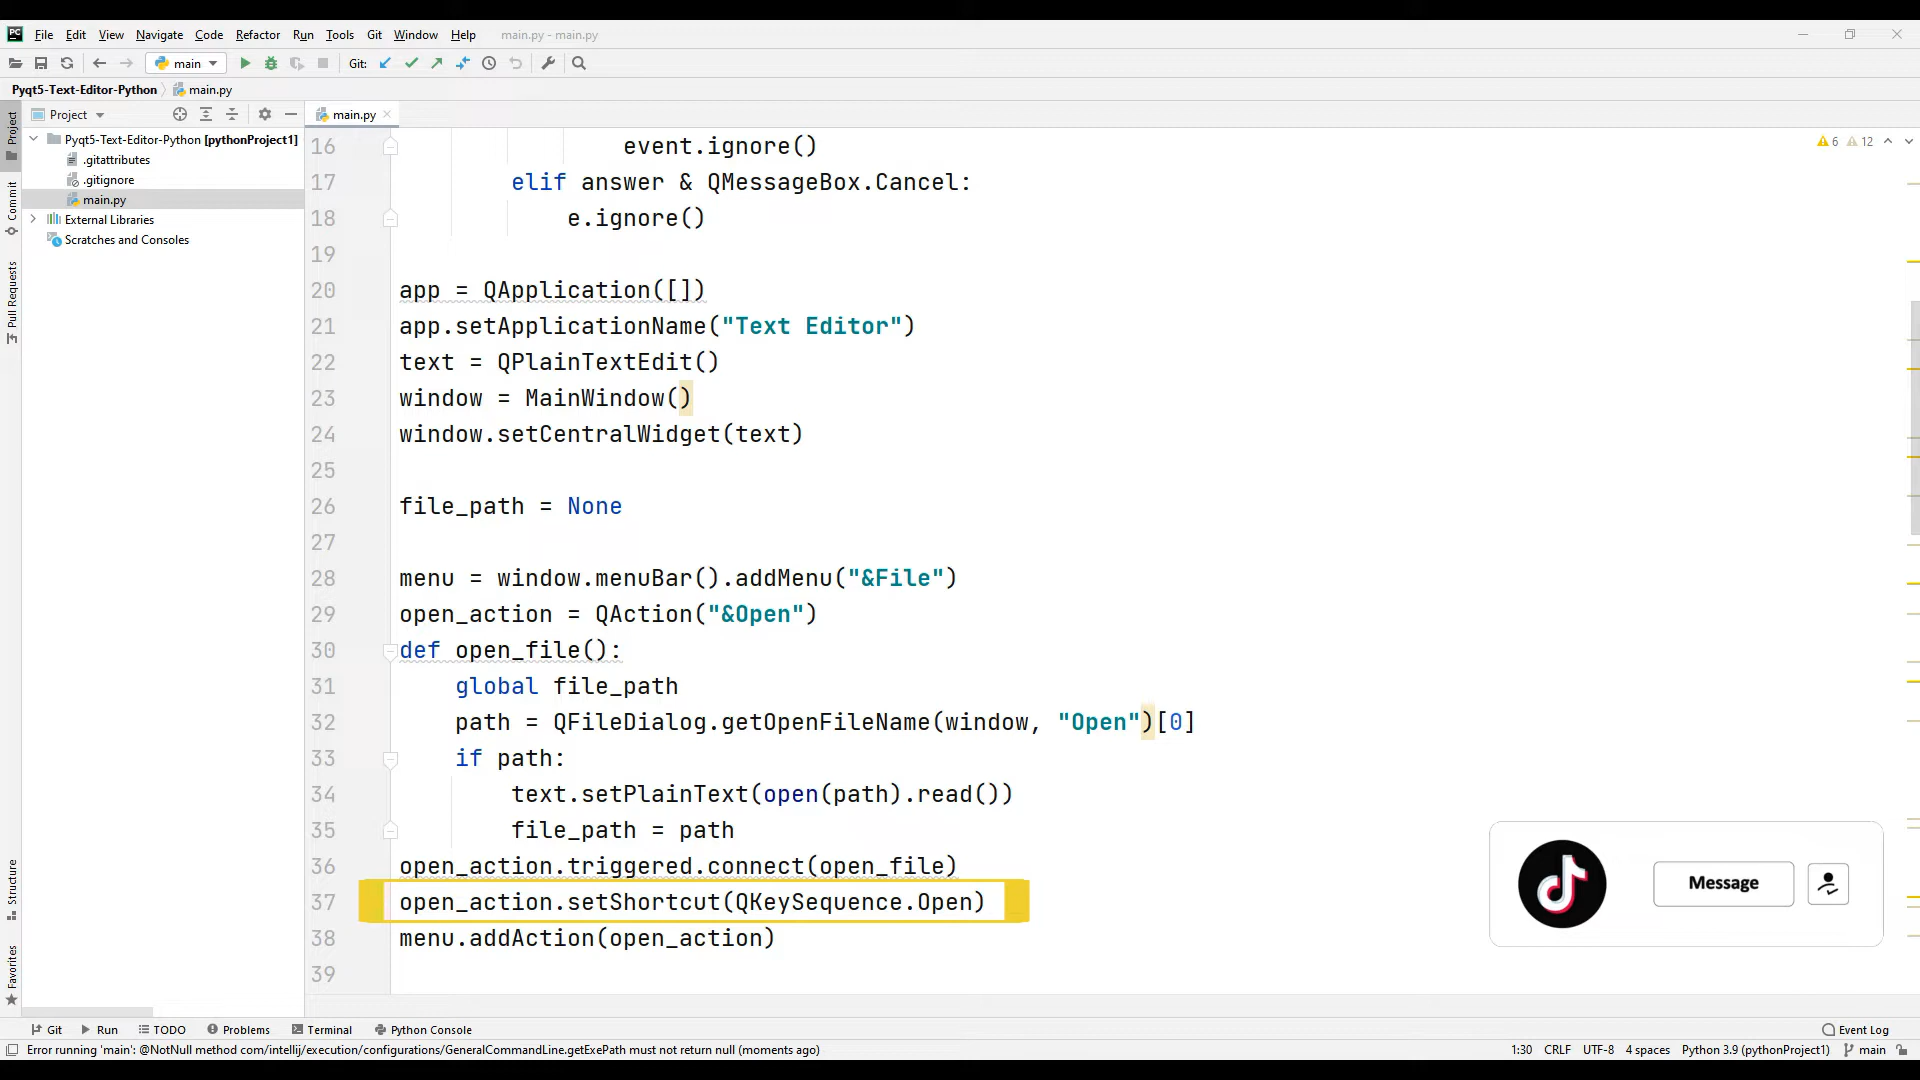 File Edit View Navigate Code Refactor Run Tools Git Window Help main.py - main.py
main Git:
Pyqt5-Text-Editor-Python main.py
Project main.py
Pyqt5-Text-Editor-Python [pythonProject1]
.gitattributes
.gitignore
main.py
External Libraries
Scratches and Consoles
Project
Commit
Pull Requests
Structure
Favorites
6 12
16 event.ignore()
17 elif answer & QMessageBox.Cancel:
18 e.ignore()
19
20 app = QApplication([])
21 app.setApplicationName("Text Editor")
22 text = QPlainTextEdit()
23 window = MainWindow()
24 window.setCentralWidget(text)
25
26 file_path = None
27
28 menu = window.menuBar().addMenu("&File")
29 open_action = QAction("&Open")
30 def open_file():
31 global file_path
32 path = QFileDialog.getOpenFileName(window, "Open")[0]
33 if path:
34 text.setPlainText(open(path).read())
35 file_path = path
36 open_action.triggered.connect(open_file)
37 open_action.setShortcut(QKeySequence.Open)
38 menu.addAction(open_action)
39
Message
Git Run TODO Problems Terminal Python Console Event Log
Error running 'main': @NotNull method com/intellij/execution/configurations/GeneralCommandLine.getExePath must not return null (moments ago) 1:30 CRLF UTF-8 4 spaces Python 3.9 (pythonProject1) main